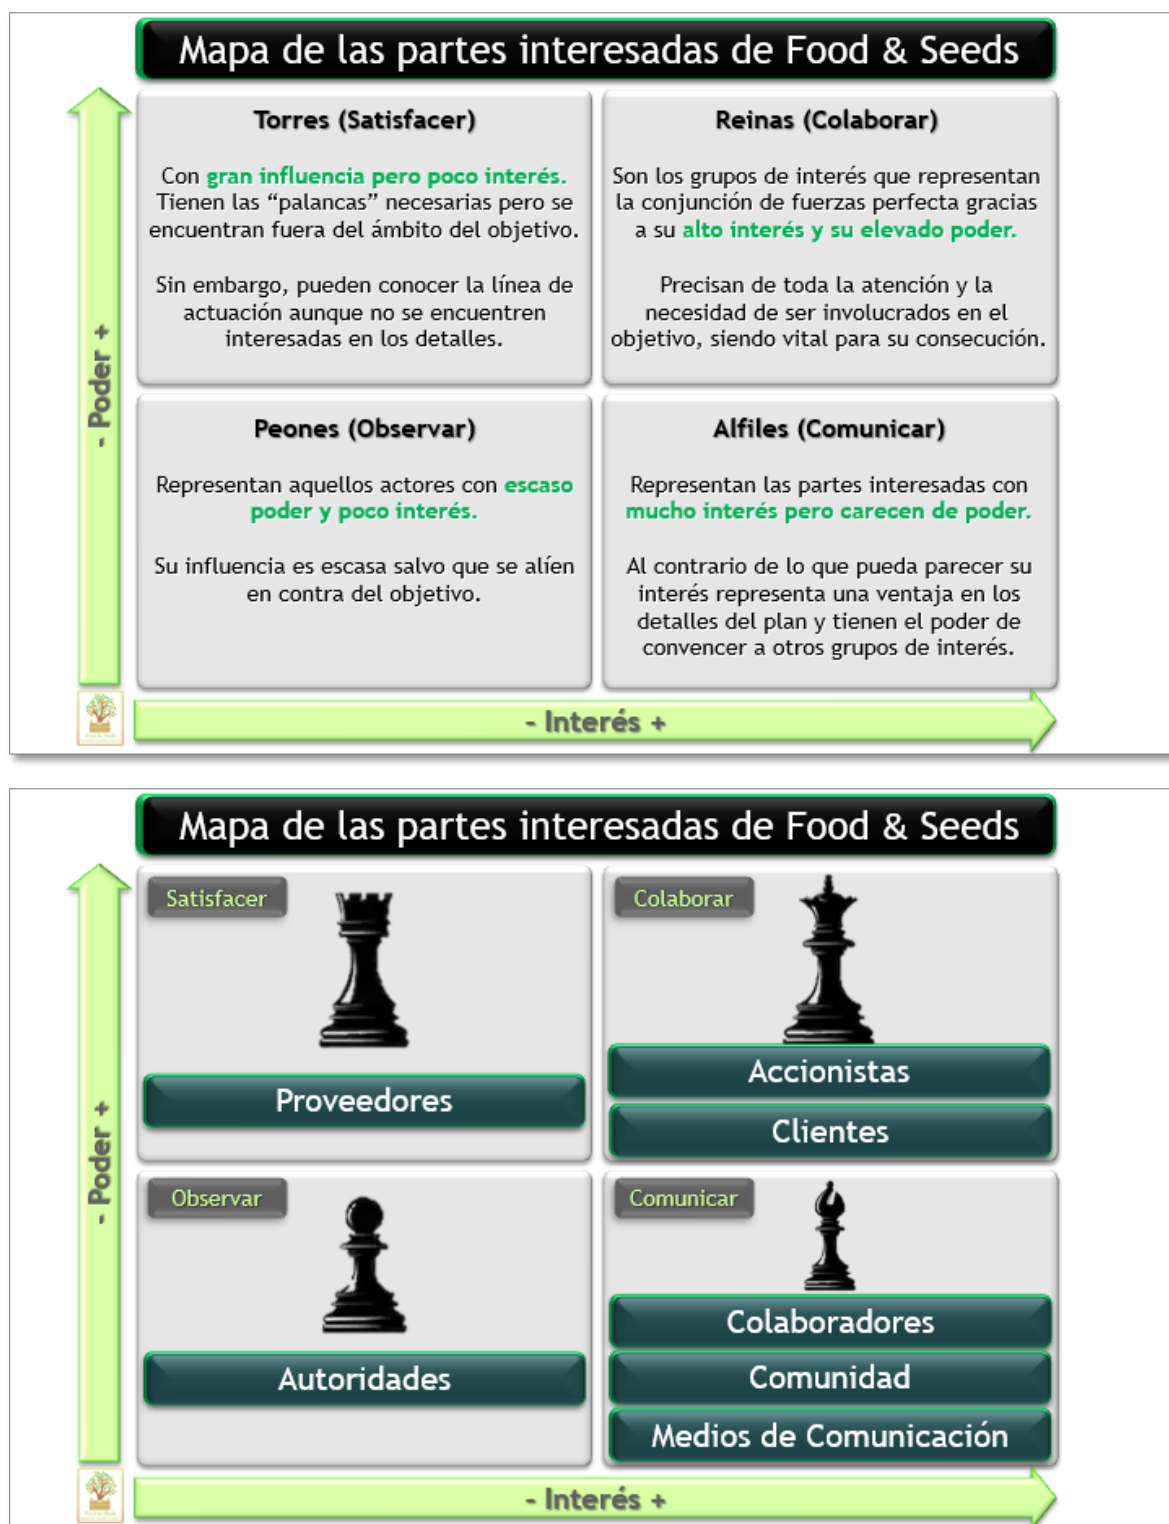 Mapa de las partes interesadas de Food & Seeds
- Poder +
Torres (Satisfacer)
Con gran influencia pero poco interés.
Tienen las “palancas” necesarias pero se
encuentran fuera del ámbito del objetivo.
Sin embargo, pueden conocer la línea de
actuación aunque no se encuentren
interesadas en los detalles.
Reinas (Colaborar)
Son los grupos de interés que representan
la conjunción de fuerzas perfecta gracias
a su alto interés y su elevado poder.
Precisan de toda la atención y la
necesidad de ser involucrados en el
objetivo, siendo vital para su consecución.
Peones (Observar)
Representan aquellos actores con escaso
poder y poco interés.
Su influencia es escasa salvo que se alíen
en contra del objetivo.
Alfiles (Comunicar)
Representan las partes interesadas con
mucho interés pero carecen de poder.
Al contrario de lo que pueda parecer su
interés representa una ventaja en los
detalles del plan y tienen el poder de
convencer a otros grupos de interés.
- Interés +
Mapa de las partes interesadas de Food & Seeds
- Poder +
Satisfacer
Proveedores
Colaborar
Accionistas
Clientes
Observar
Autoridades
Comunicar
Colaboradores
Comunidad
Medios de Comunicación
- Interés +